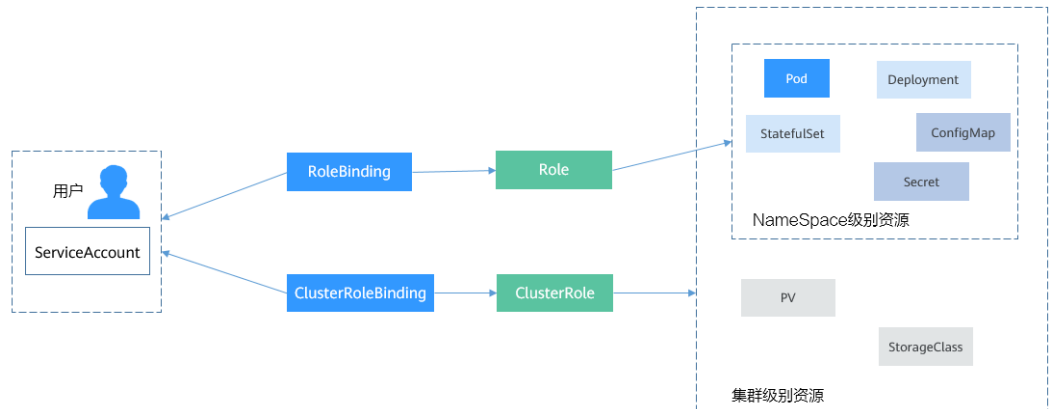 用户
ServiceAccount
RoleBinding
Role
ClusterRoleBinding
ClusterRole
Pod
Deployment
StatefulSet
ConfigMap
Secret
NameSpace级别资源
PV
StorageClass
集群级别资源